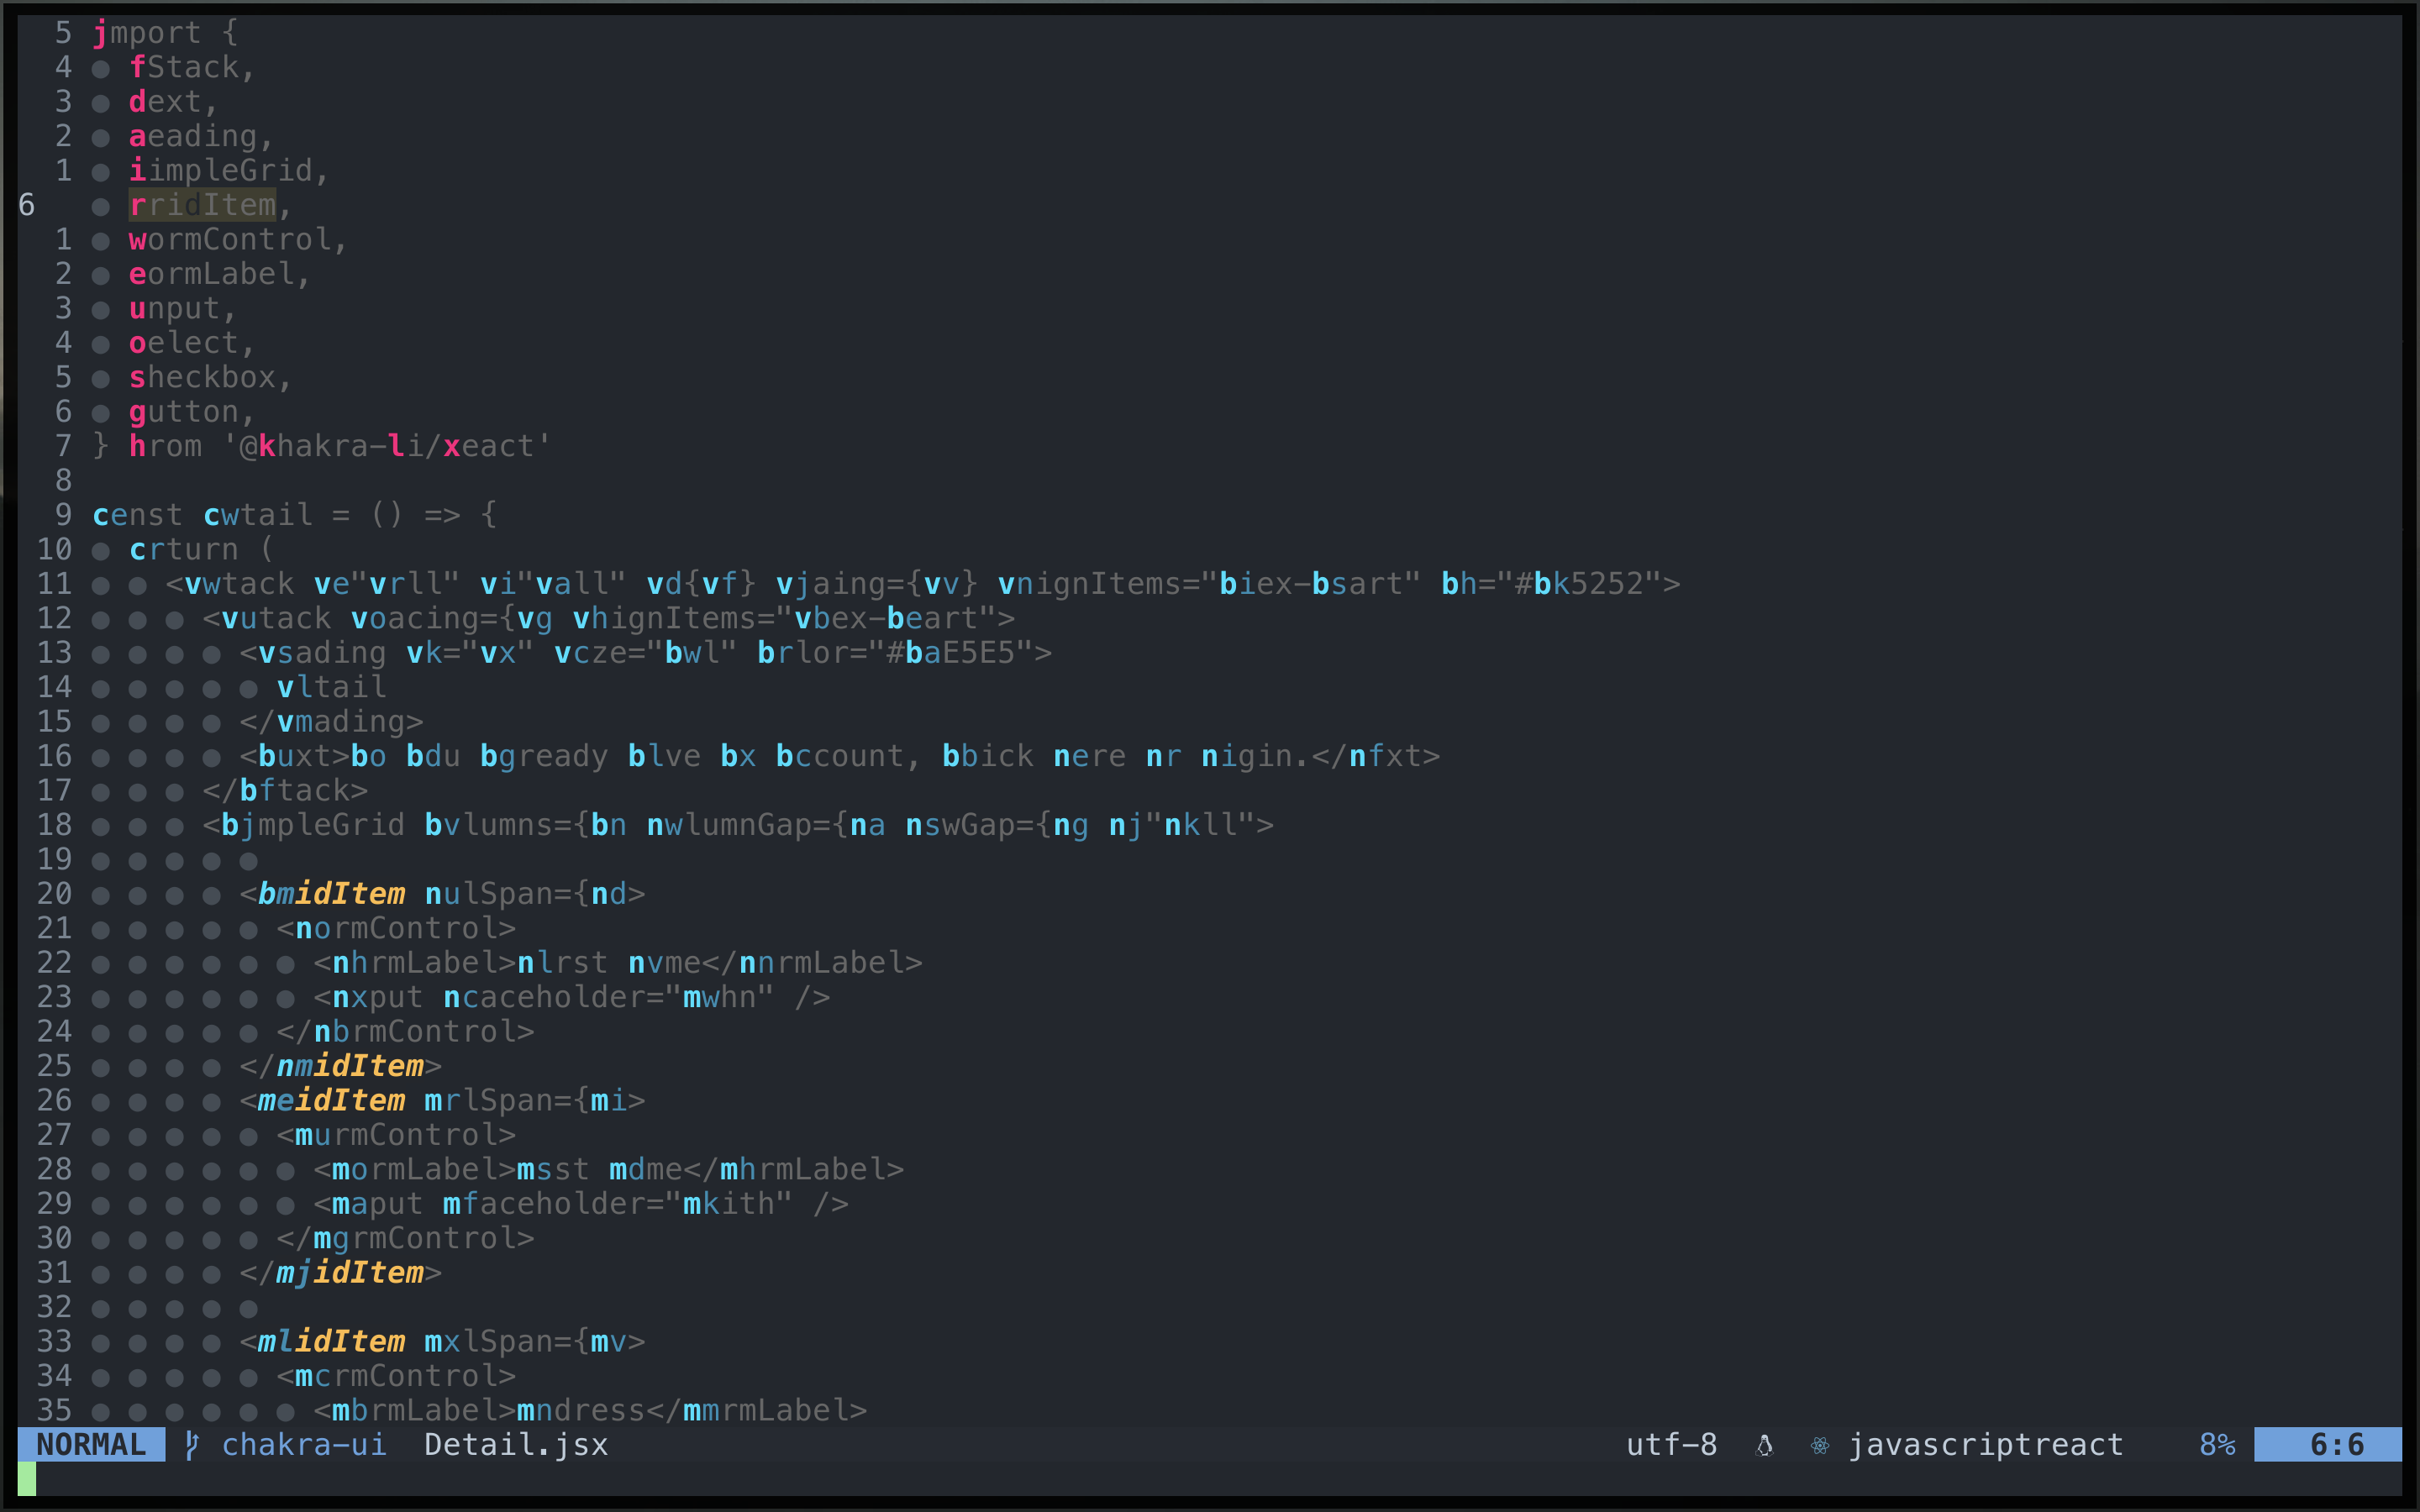 5 jmport {
4 ● fStack,
3 ● dext,
2 ● aeading,
1 ● iimpleGrid,
6 ● rridItem,
1 ● wormControl,
2 ● eormLabel,
3 ● unput,
4 ● oelect,
5 ● sheckbox,
6 ● gutton,
7 } hrom '@khakra-li/xeact'
8
9 censt cwtail = () => {
10 ● crturn (
11 ● ● <vwtack ve"vrll" vi"vall" vd{vf} vjaing={vv} vnignItems="biex-bsart" bh="#bk5252">
12 ● ● ● <vutack voacing={vg vhignItems="vbex-beart">
13 ● ● ● ● <vsading vk="vx" vcze="bwl" brlor="#baE5E5">
14 ● ● ● ● ● vltail
15 ● ● ● ● </vmading>
16 ● ● ● ● <buxt>bo bdu bgready blve bx bccount, bbick nere nr nigin.</nfxt>
17 ● ● ● </bftack>
18 ● ● ● <bjmpleGrid bvlumns={bn nwlumnGap={na nswGap={ng nj"nkll">
19 ● ● ● ● ●
20 ● ● ● ● <bmidItem nulSpan={nd>
21 ● ● ● ● ● <normControl>
22 ● ● ● ● ● ● <nhrmLabel>nlrst nvme</nnrmLabel>
23 ● ● ● ● ● ● <nxput ncaceholder="mwhn" />
24 ● ● ● ● ● </nbrmControl>
25 ● ● ● ● </nmidItem>
26 ● ● ● ● <meidItem mrlSpan={mi>
27 ● ● ● ● ● <murmControl>
28 ● ● ● ● ● ● <mormLabel>msst mdme</mhrmLabel>
29 ● ● ● ● ● ● <maput mfaceholder="mkith" />
30 ● ● ● ● ● </mgrmControl>
31 ● ● ● ● </mjidItem>
32 ● ● ● ● ●
33 ● ● ● ● <mlidItem mxlSpan={mv>
34 ● ● ● ● ● <mcrmControl>
35 ● ● ● ● ● ● <mbrmLabel>mndress</mmrmLabel>
NORMAL chakra-ui Detail.jsx utf-8 javascriptreact 8% 6:6